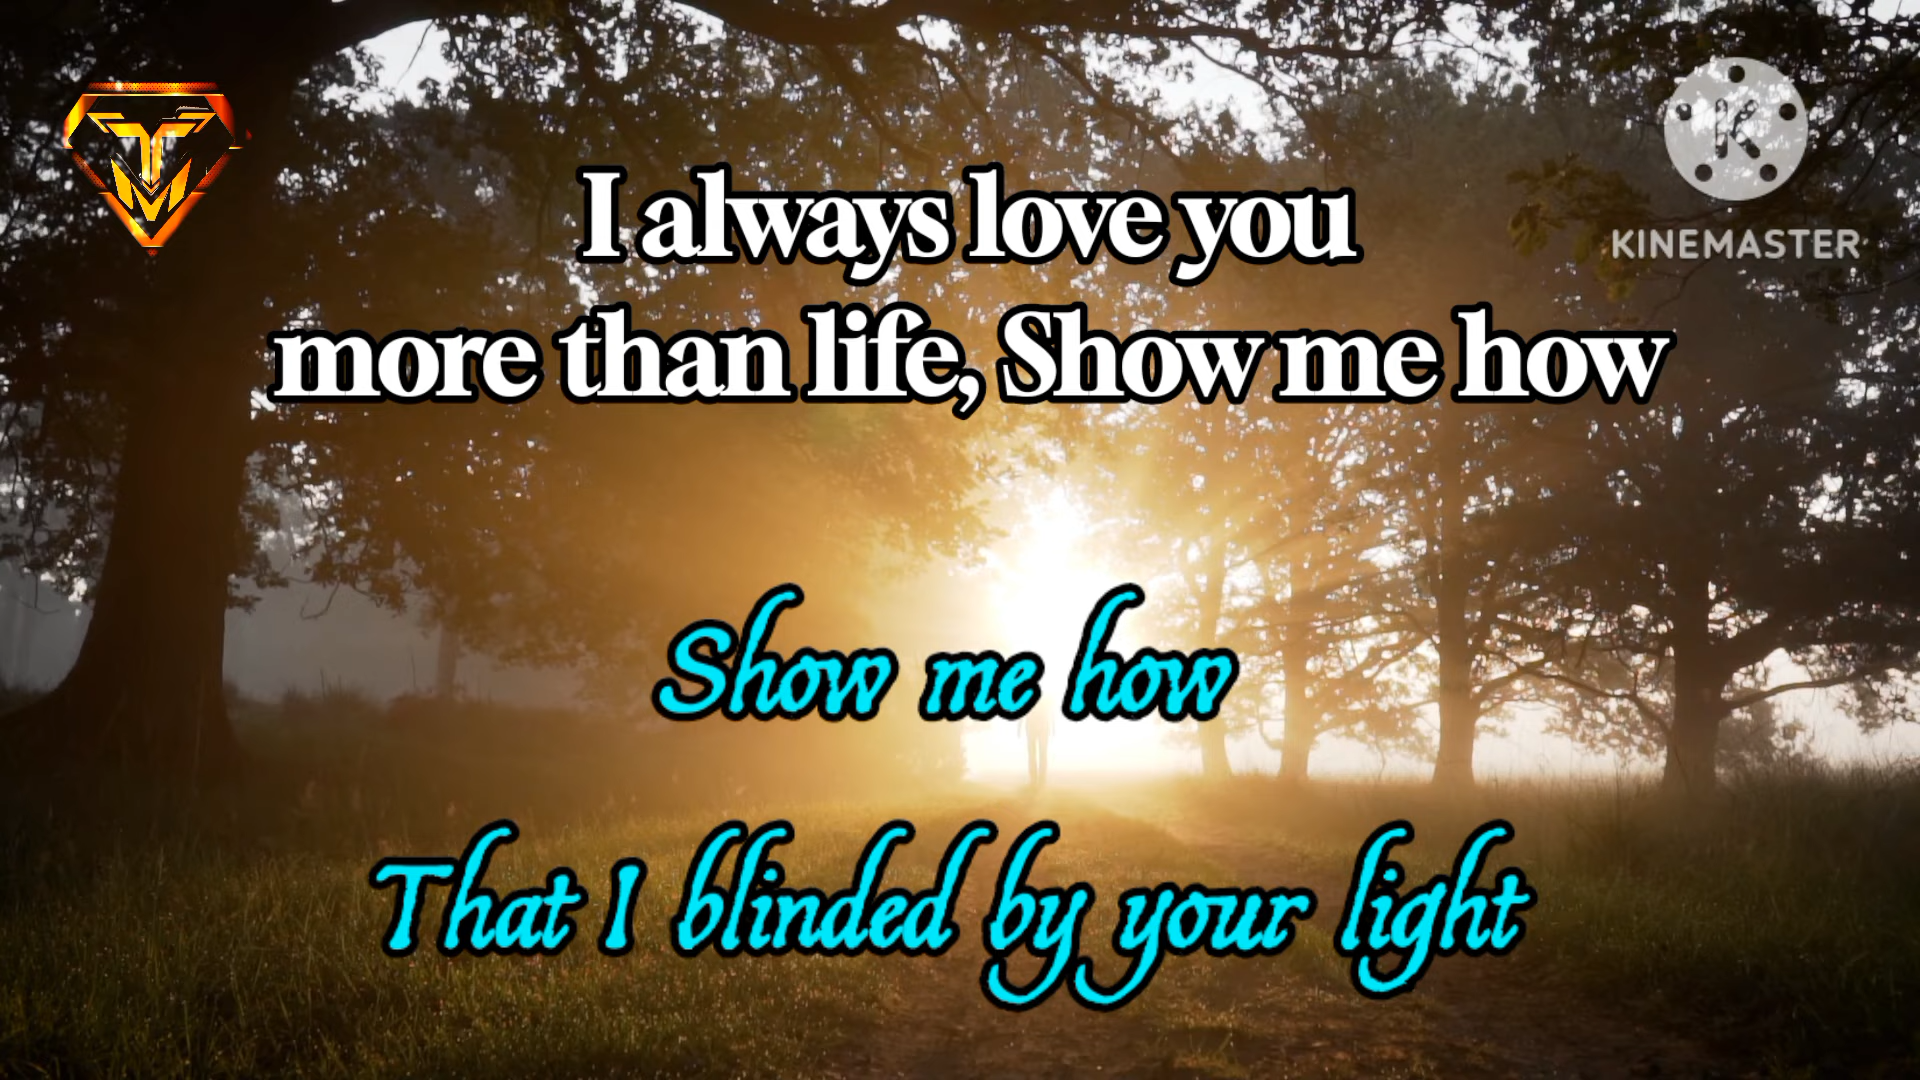 I always love you
more than life, Show me how
Show me how
That I blinded by your light
KINEMASTER